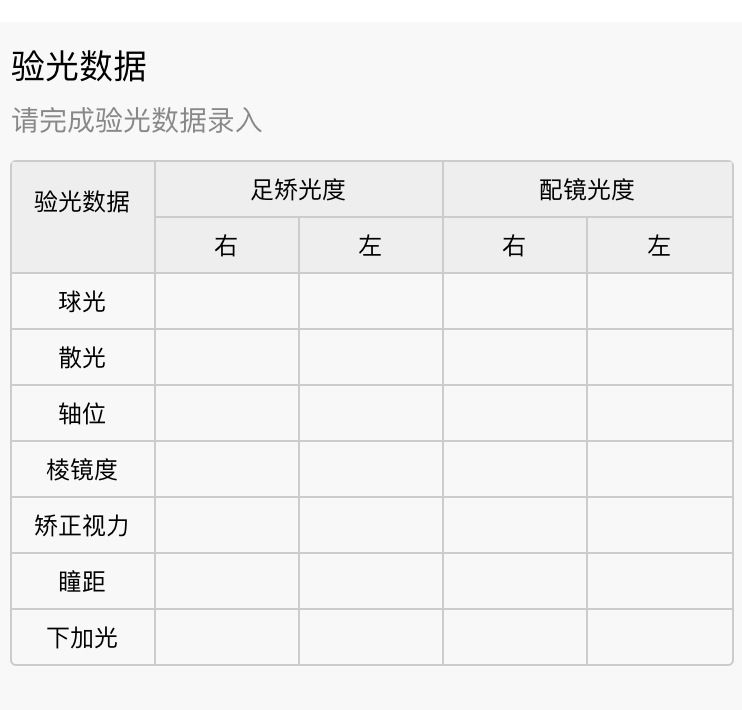 验光数据
请完成验光数据录入
验光数据 足矫光度 配镜光度
右 左 右 左
球光
散光
轴位
棱镜度
矫正视力
瞳距
下加光